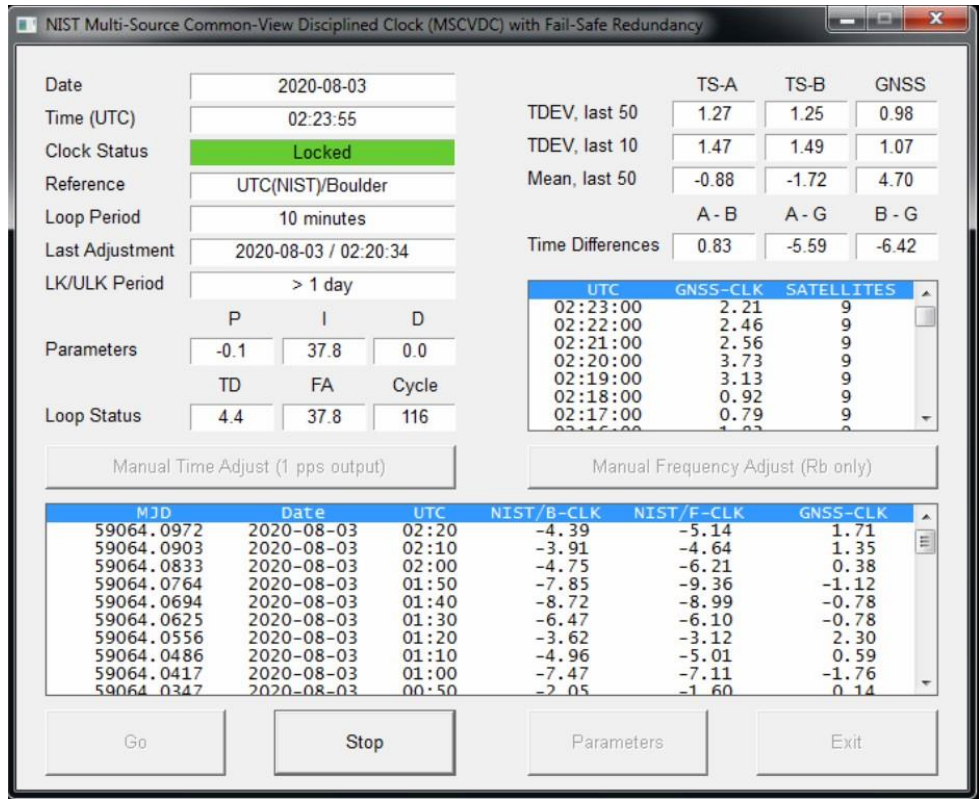 NIST Multi-Source Common-View Disciplined Clock (MSCVDC) with Fail-Safe Redundancy
Date 2020-08-03
Time (UTC) 02:23:55
Clock Status Locked
Reference UTC(NIST)/Boulder
Loop Period 10 minutes
Last Adjustment 2020-08-03 / 02:20:34
LK/ULK Period > 1 day
P I D
Parameters -0.1 37.8 0.0
TD FA Cycle
Loop Status 4.4 37.8 116
TS-A TS-B GNSS
TDEV, last 50 1.27 1.25 0.98
TDEV, last 10 1.47 1.49 1.07
Mean, last 50 -0.88 -1.72 4.70
A - B A - G B - G
Time Differences 0.83 -5.59 -6.42
UTC GNSS-CLK SATELLITES
02:23:00 2.21 9
02:22:00 2.46 9
02:21:00 2.56 9
02:20:00 3.73 9
02:19:00 3.13 9
02:18:00 0.92 9
02:17:00 0.79 9
Manual Time Adjust (1 pps output) Manual Frequency Adjust (Rb only)
MJD Date UTC NIST/B-CLK NIST/F-CLK GNSS-CLK
59064.0972 2020-08-03 02:20 -4.39 -5.14 1.71
59064.0903 2020-08-03 02:10 -3.91 -4.64 1.35
59064.0833 2020-08-03 02:00 -4.75 -6.21 0.38
59064.0764 2020-08-03 01:50 -7.85 -9.36 -1.12
59064.0694 2020-08-03 01:40 -8.72 -8.99 -0.78
59064.0625 2020-08-03 01:30 -6.47 -6.10 -0.78
59064.0556 2020-08-03 01:20 -3.62 -3.12 2.30
59064.0486 2020-08-03 01:10 -4.96 -5.01 0.59
59064.0417 2020-08-03 01:00 -7.47 -7.11 -1.76
59064.0347 2020-08-03 00:50 -2.05 -1.60 0.14
Go Stop Parameters Exit